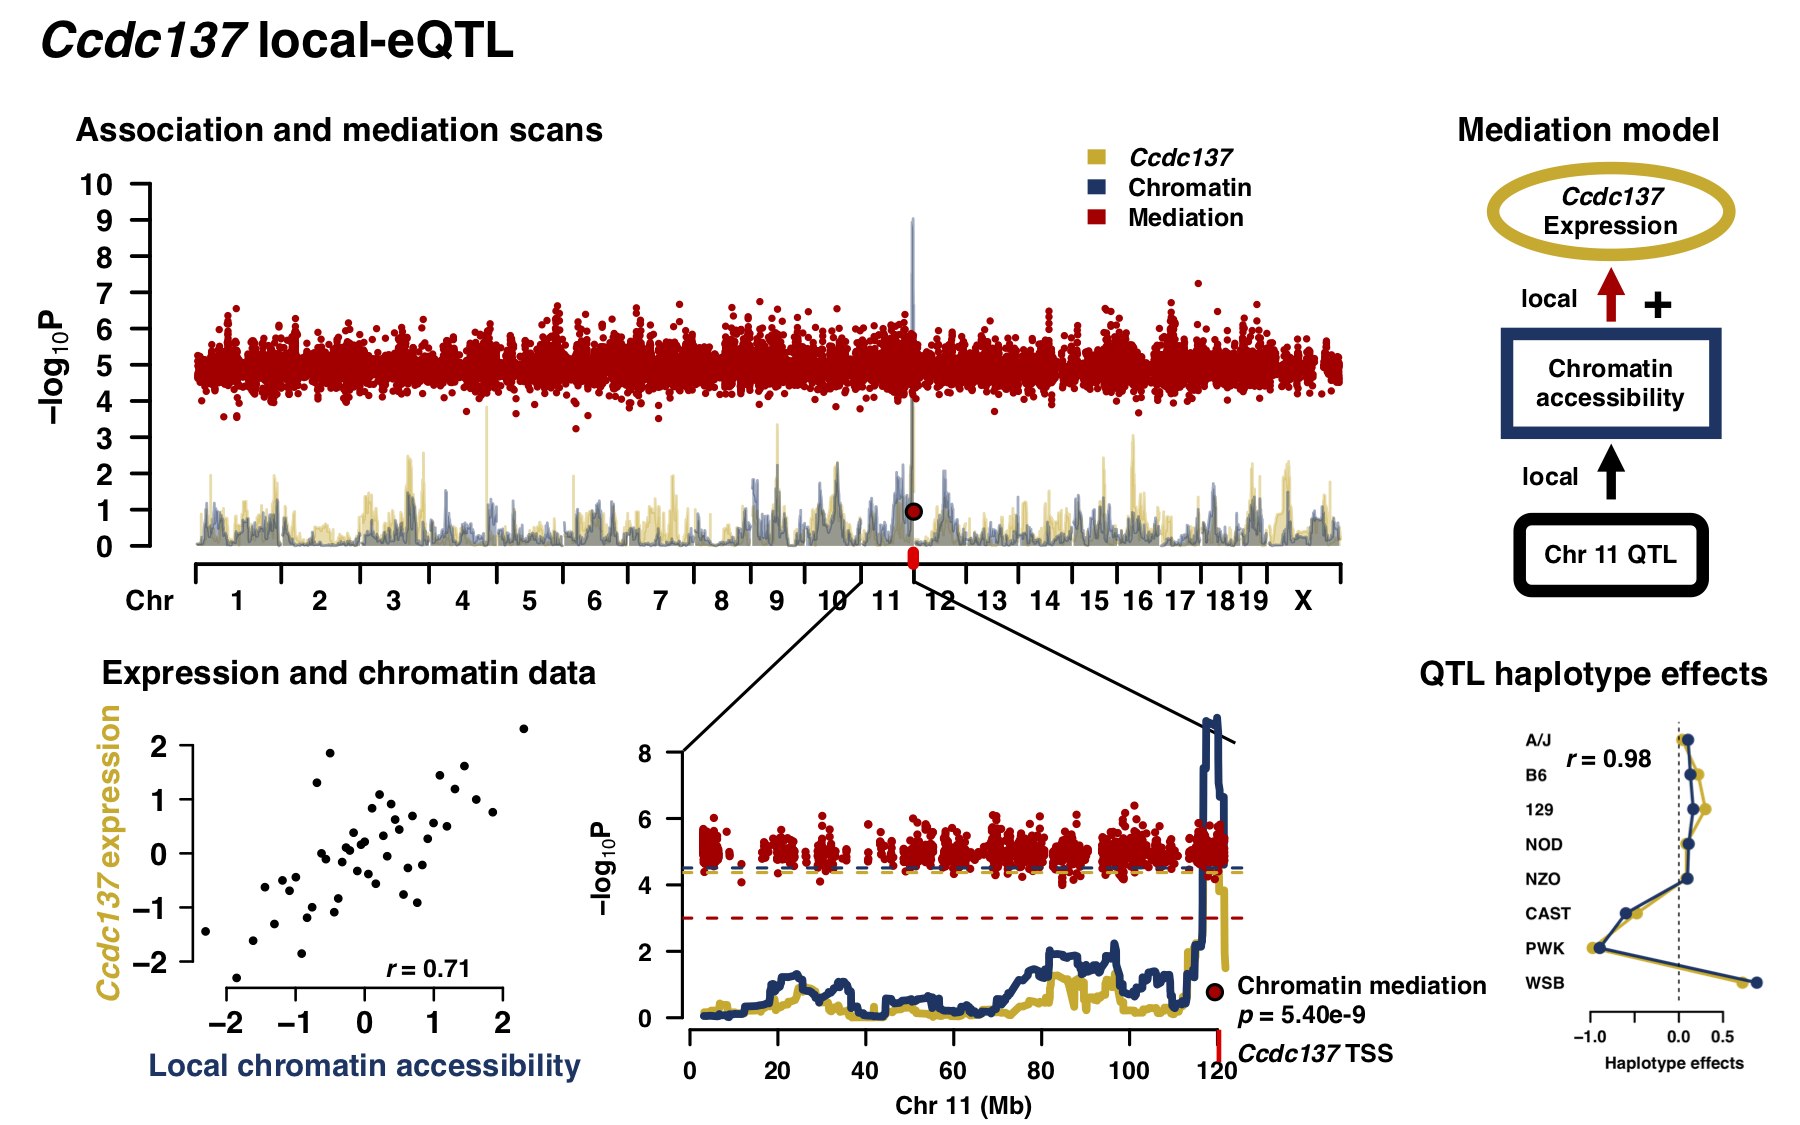 Ccdc137 local-eQTL
Association and mediation scans
Ccdc137
Chromatin
Mediation
10
9
8
7
6
5
4
3
2
1
0
−log10P
Chr 1 2 3 4 5 6 7 8 9 10 11 12 13 14 15 16 17 18 19 X
Mediation model
Ccdc137
Expression
local +
Chromatin
accessibility
local
Chr 11 QTL
Expression and chromatin data
Ccdc137 expression
2
1
0
−1
−2
r = 0.71
−2 −1 0 1 2
Local chromatin accessibility
8
6
4
2
0
−log10P
Chromatin mediation
p = 5.40e-9
Ccdc137 TSS
0 20 40 60 80 100 120
Chr 11 (Mb)
QTL haplotype effects
A/J
r = 0.98
B6
129
NOD
NZO
CAST
PWK
WSB
−1.0 0.0 0.5
Haplotype effects